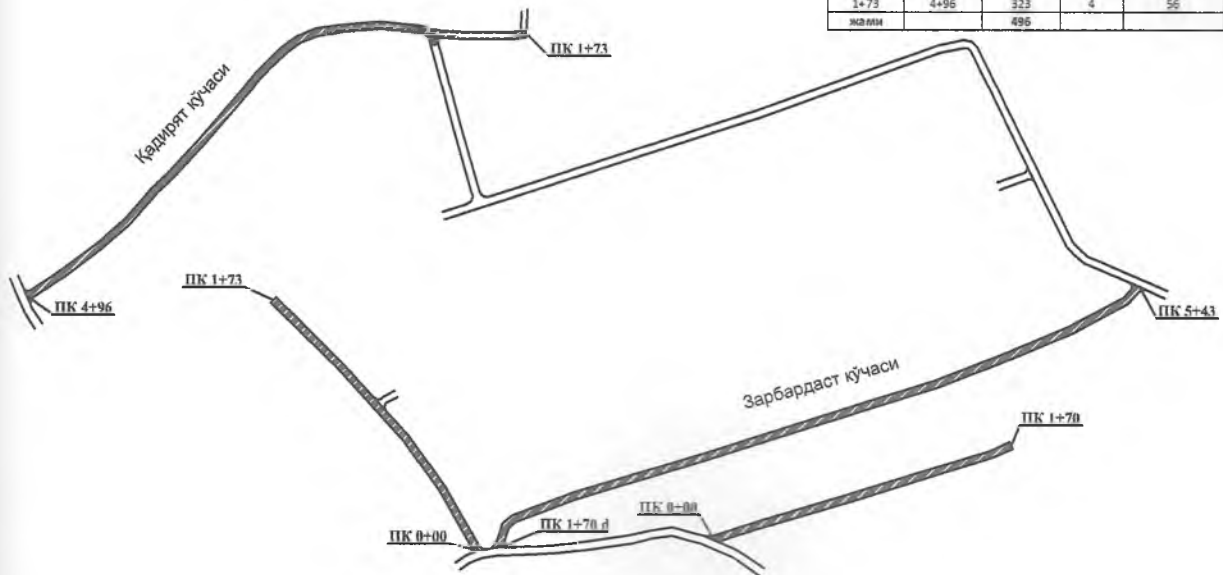 1+73 4+96 323 4 56
жами 496
ПК 1+73
Қадирят кўчаси
ПК 1+73
ПК 4+96
ПК 5+43
Зарбардаст кўчаси
ПК 1+70
ПК 0+00
ПК 0+00
ПК 1+70 d